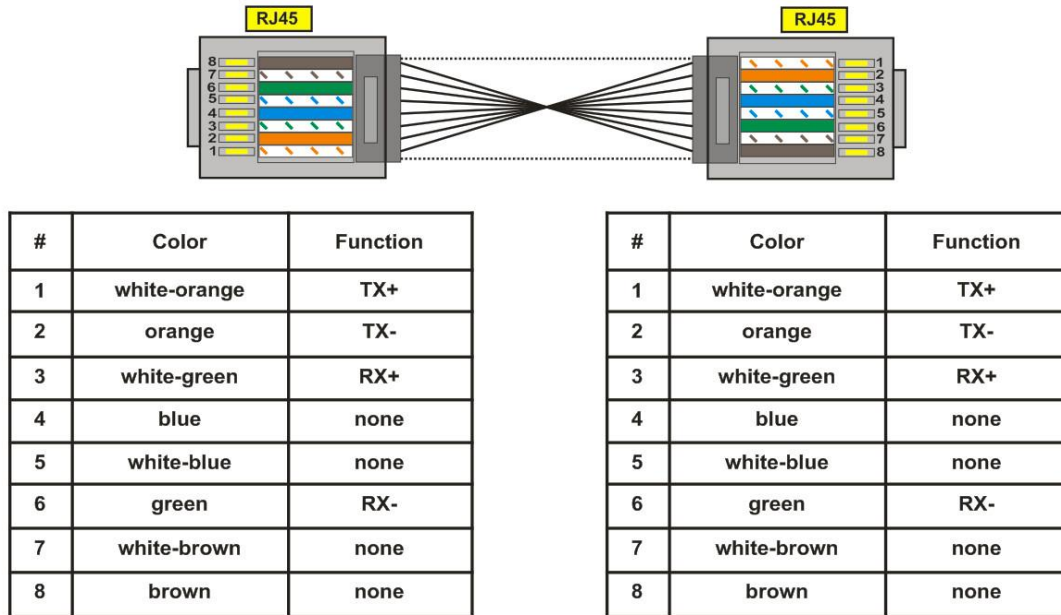 RJ45 RJ45
8 1
7 2
6 3
5 4
4 5
3 6
2 7
1 8
# Color Function
1 white-orange TX+
2 orange TX-
3 white-green RX+
4 blue none
5 white-blue none
6 green RX-
7 white-brown none
8 brown none
# Color Function
1 white-orange TX+
2 orange TX-
3 white-green RX+
4 blue none
5 white-blue none
6 green RX-
7 white-brown none
8 brown none